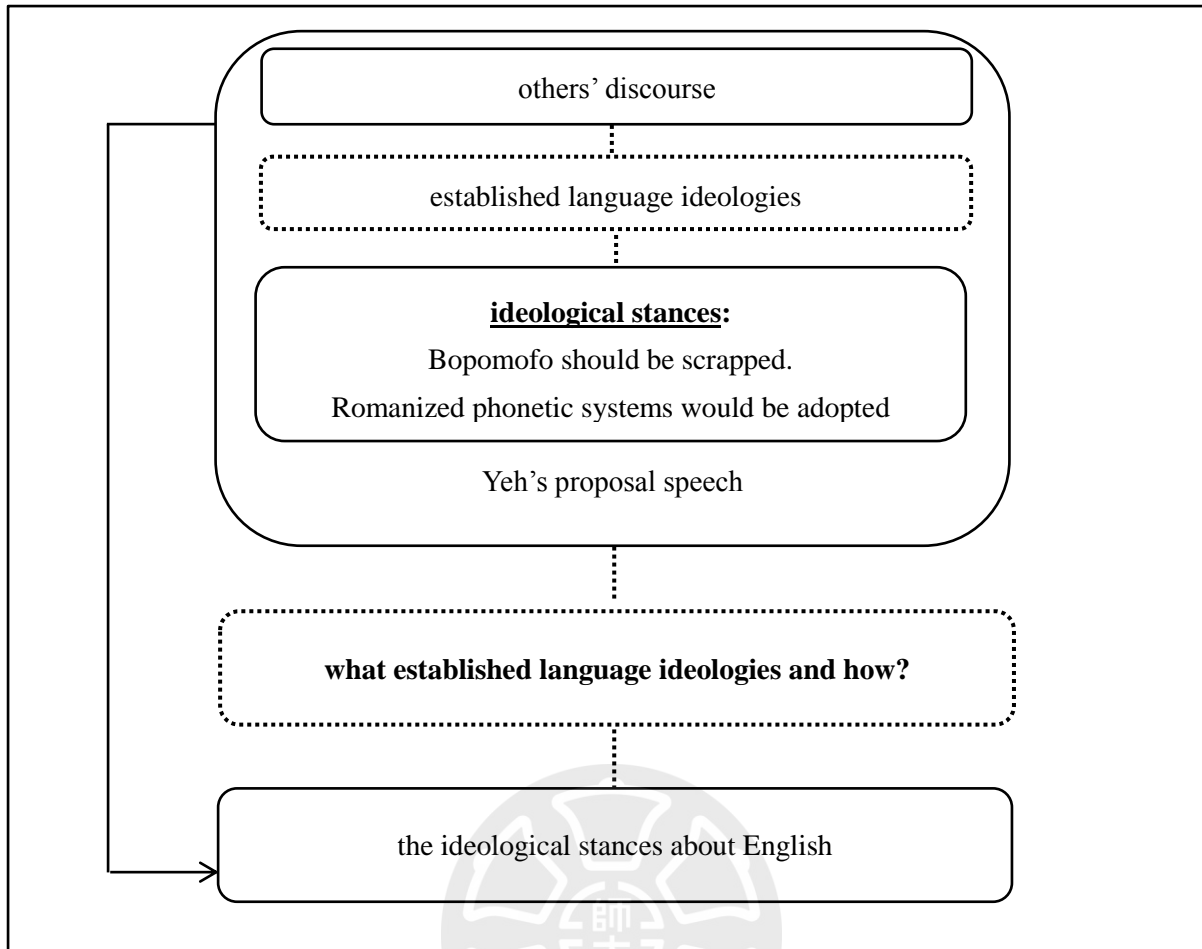 others’ discourse
established language ideologies
ideological stances:
Bopomofo should be scrapped.
Romanized phonetic systems would be adopted
Yeh’s proposal speech
what established language ideologies and how?
the ideological stances about English
師